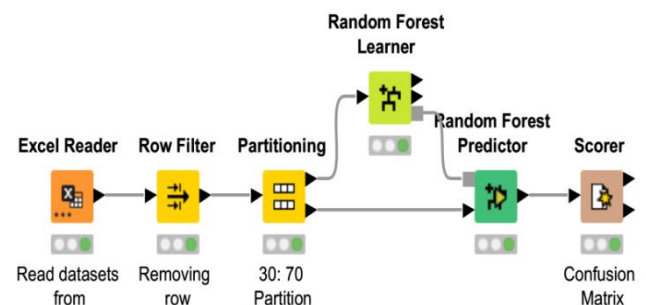 Random Forest
Learner
Excel Reader
Row Filter
Partitioning
Random Forest
Predictor
Scorer
Read datasets
from
Removing
row
30: 70
Partition
Confusion
Matrix